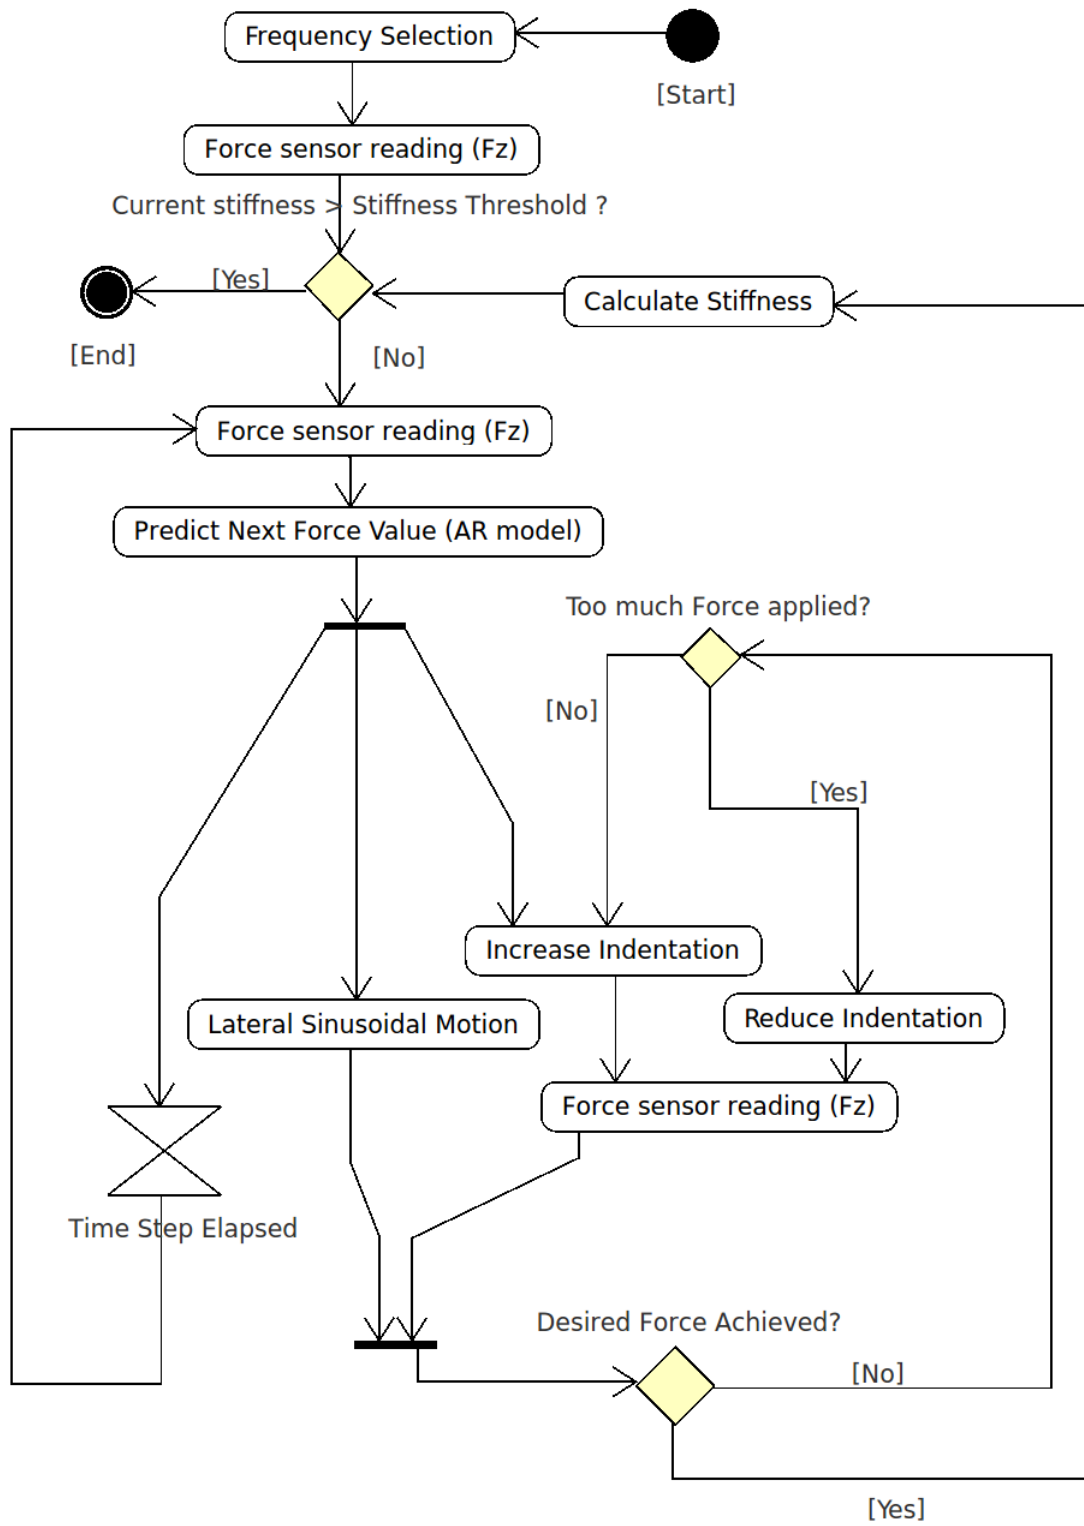 Frequency Selection
[Start]
Force sensor reading (Fz)
Current stiffness > Stiffness Threshold ?
[Yes]
Calculate Stiffness
[End]
[No]
Force sensor reading (Fz)
Predict Next Force Value (AR model)
Too much Force applied?
[No]
[Yes]
Increase Indentation
Lateral Sinusoidal Motion
Reduce Indentation
Force sensor reading (Fz)
Time Step Elapsed
Desired Force Achieved?
[No]
[Yes]